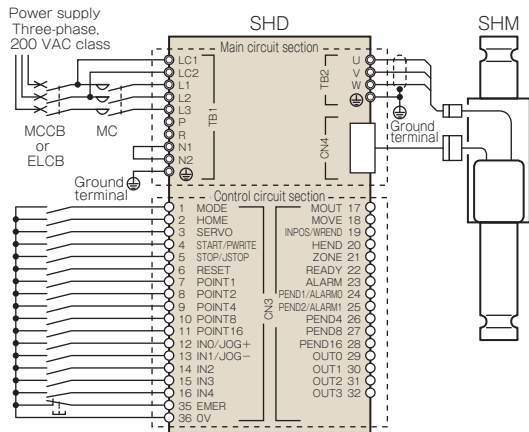 Power supply
Three-phase,
200 VAC class
SHD
SHM
Main circuit section
LC1
LC2
L1
L2
L3
P
R
N1
N2
TB1
TB2
U
V
W
CN4
MCCB
or
ELCB
MC
Ground
terminal
Ground
terminal
Control circuit section
1 MODE
2 HOME
3 SERVO
4 START/PWRITE
5 STOP/JSTOP
6 RESET
7 POINT1
8 POINT2
9 POINT4
10 POINT8
11 POINT16
12 IN0/JOG+
13 IN1/JOG−
14 IN2
15 IN3
16 IN4
35 EMER
36 0V
CN3
MOUT 17
MOVE 18
INPOS/WREND 19
HEND 20
ZONE 21
READY 22
ALARM 23
PEND1/ALARM0 24
PEND2/ALARM1 25
PEND4 26
PEND8 27
PEND16 28
OUT0 29
OUT1 30
OUT2 31
OUT3 32